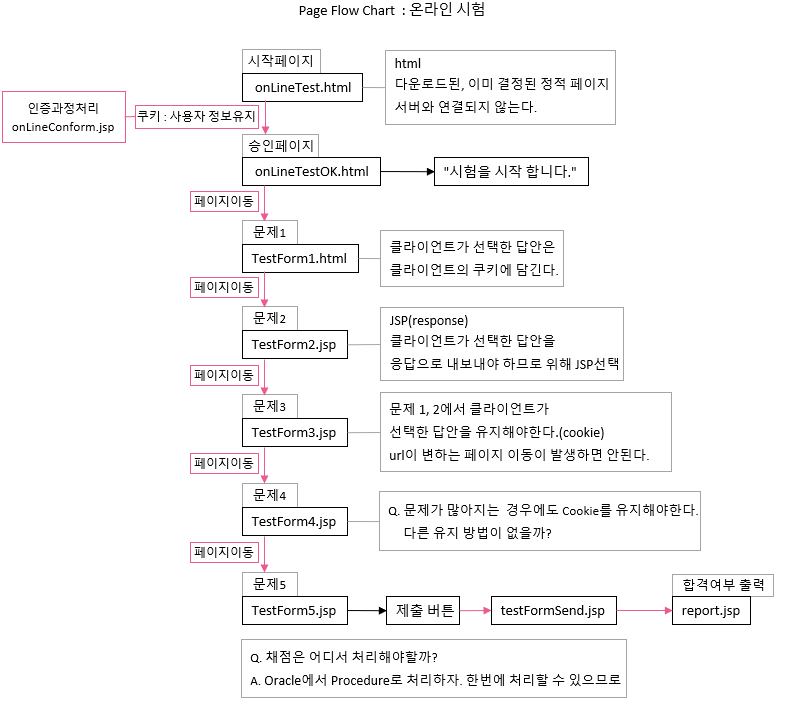 Page Flow Chart : 온라인 시험
시작페이지
onLineTest.html
html
다운로드된, 이미 결정된 정적 페이지
서버와 연결되지 않는다.
인증과정처리
onLineConform.jsp
쿠키 : 사용자 정보유지
승인페이지
onLineTestOK.html
"시험을 시작 합니다."
페이지이동
문제1
TestForm1.html
클라이언트가 선택한 답안은
클라이언트의 쿠키에 담긴다.
페이지이동
문제2
TestForm2.jsp
JSP(response)
클라이언트가 선택한 답안을
응답으로 내보내야 하므로 위해 JSP선택
페이지이동
문제3
TestForm3.jsp
문제 1, 2에서 클라이언트가
선택한 답안을 유지해야한다.(cookie)
url이 변하는 페이지 이동이 발생하면 안된다.
페이지이동
문제4
TestForm4.jsp
Q. 문제가 많아지는 경우에도 Cookie를 유지해야한다.
다른 유지 방법이 없을까?
페이지이동
문제5
TestForm5.jsp
제출 버튼
testFormSend.jsp
합격여부 출력
report.jsp
Q. 채점은 어디서 처리해야할까?
A. Oracle에서 Procedure로 처리하자. 한번에 처리할 수 있으므로